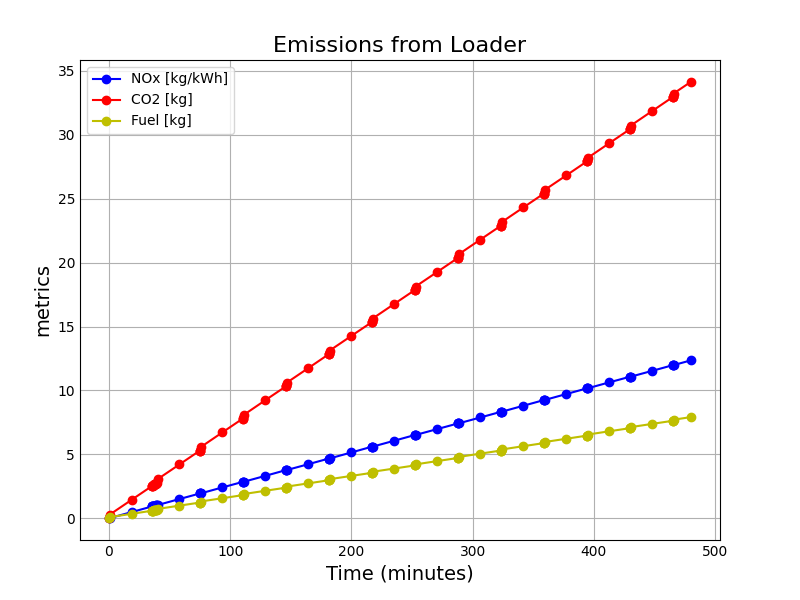 Emissions from Loader
NOx [kg/kWh]
CO2 [kg]
Fuel [kg]
metrics
35
30
25
20
15
10
5
0
0 100 200 300 400 500
Time (minutes)